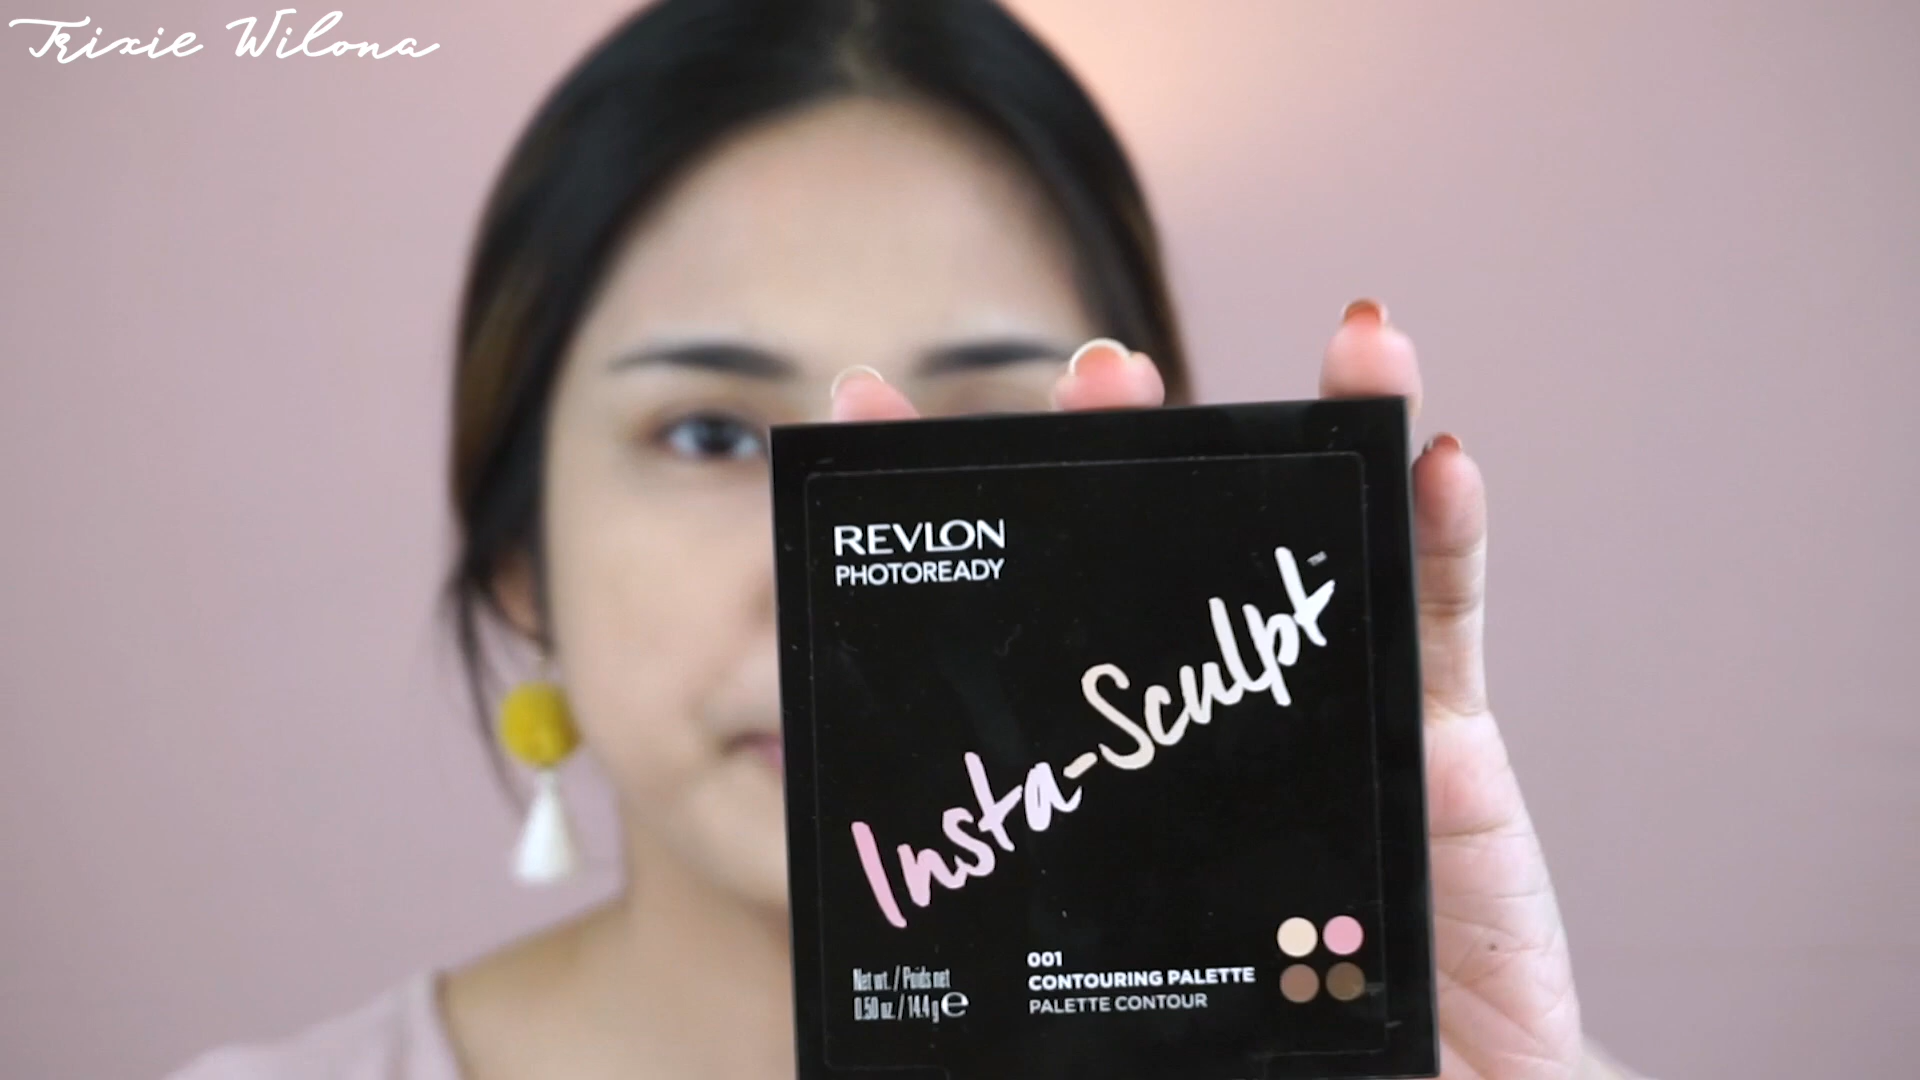 Trixie Wilona
REVLON
PHOTOREADY
Insta-Sculpt™
Net wt. / Poids net
0.50 oz. / 14.4 g e
001
CONTOURING PALETTE
PALETTE CONTOUR